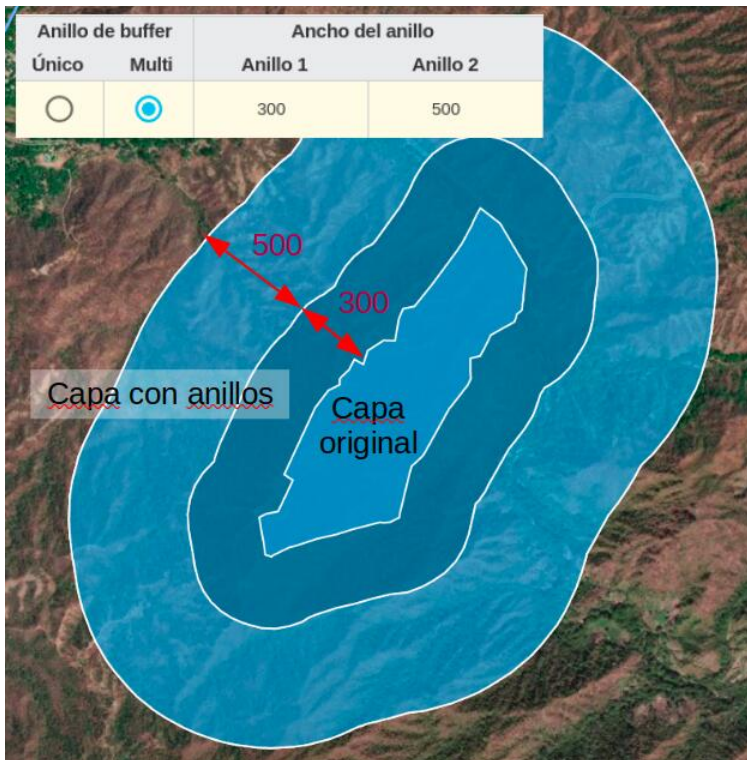 Anillo de buffer Ancho del anillo
Único Multi Anillo 1 Anillo 2
300 500
500
300
Capa con anillos
Capa
original